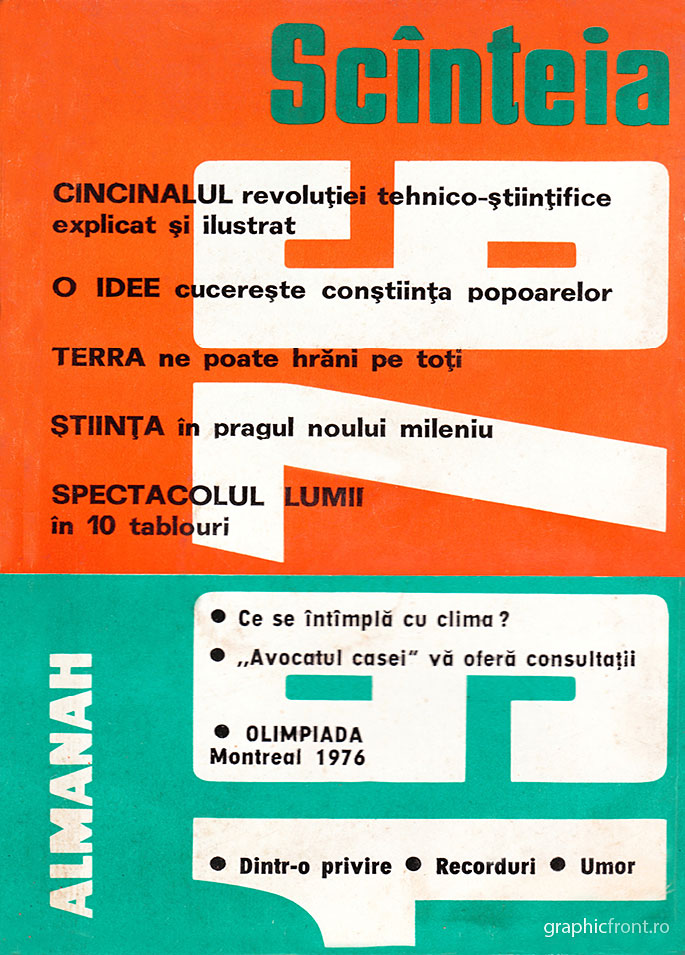 Scînteia
CINCINALUL revoluţiei tehnico-ştiinţifice
explicat şi ilustrat
O IDEE cucereşte conştiinţa popoarelor
TERRA ne poate hrăni pe toţi
ŞTIINŢA în pragul noului mileniu
SPECTACOLUL LUMII
în 10 tablouri
ALMANAH
1976
● Ce se întîmplă cu clima?
● „Avocatul casei” vă oferă consultaţii
● OLIMPIADA
Montreal 1976
● Dintr-o privire ● Recorduri ● Umor
graphicfront.ro